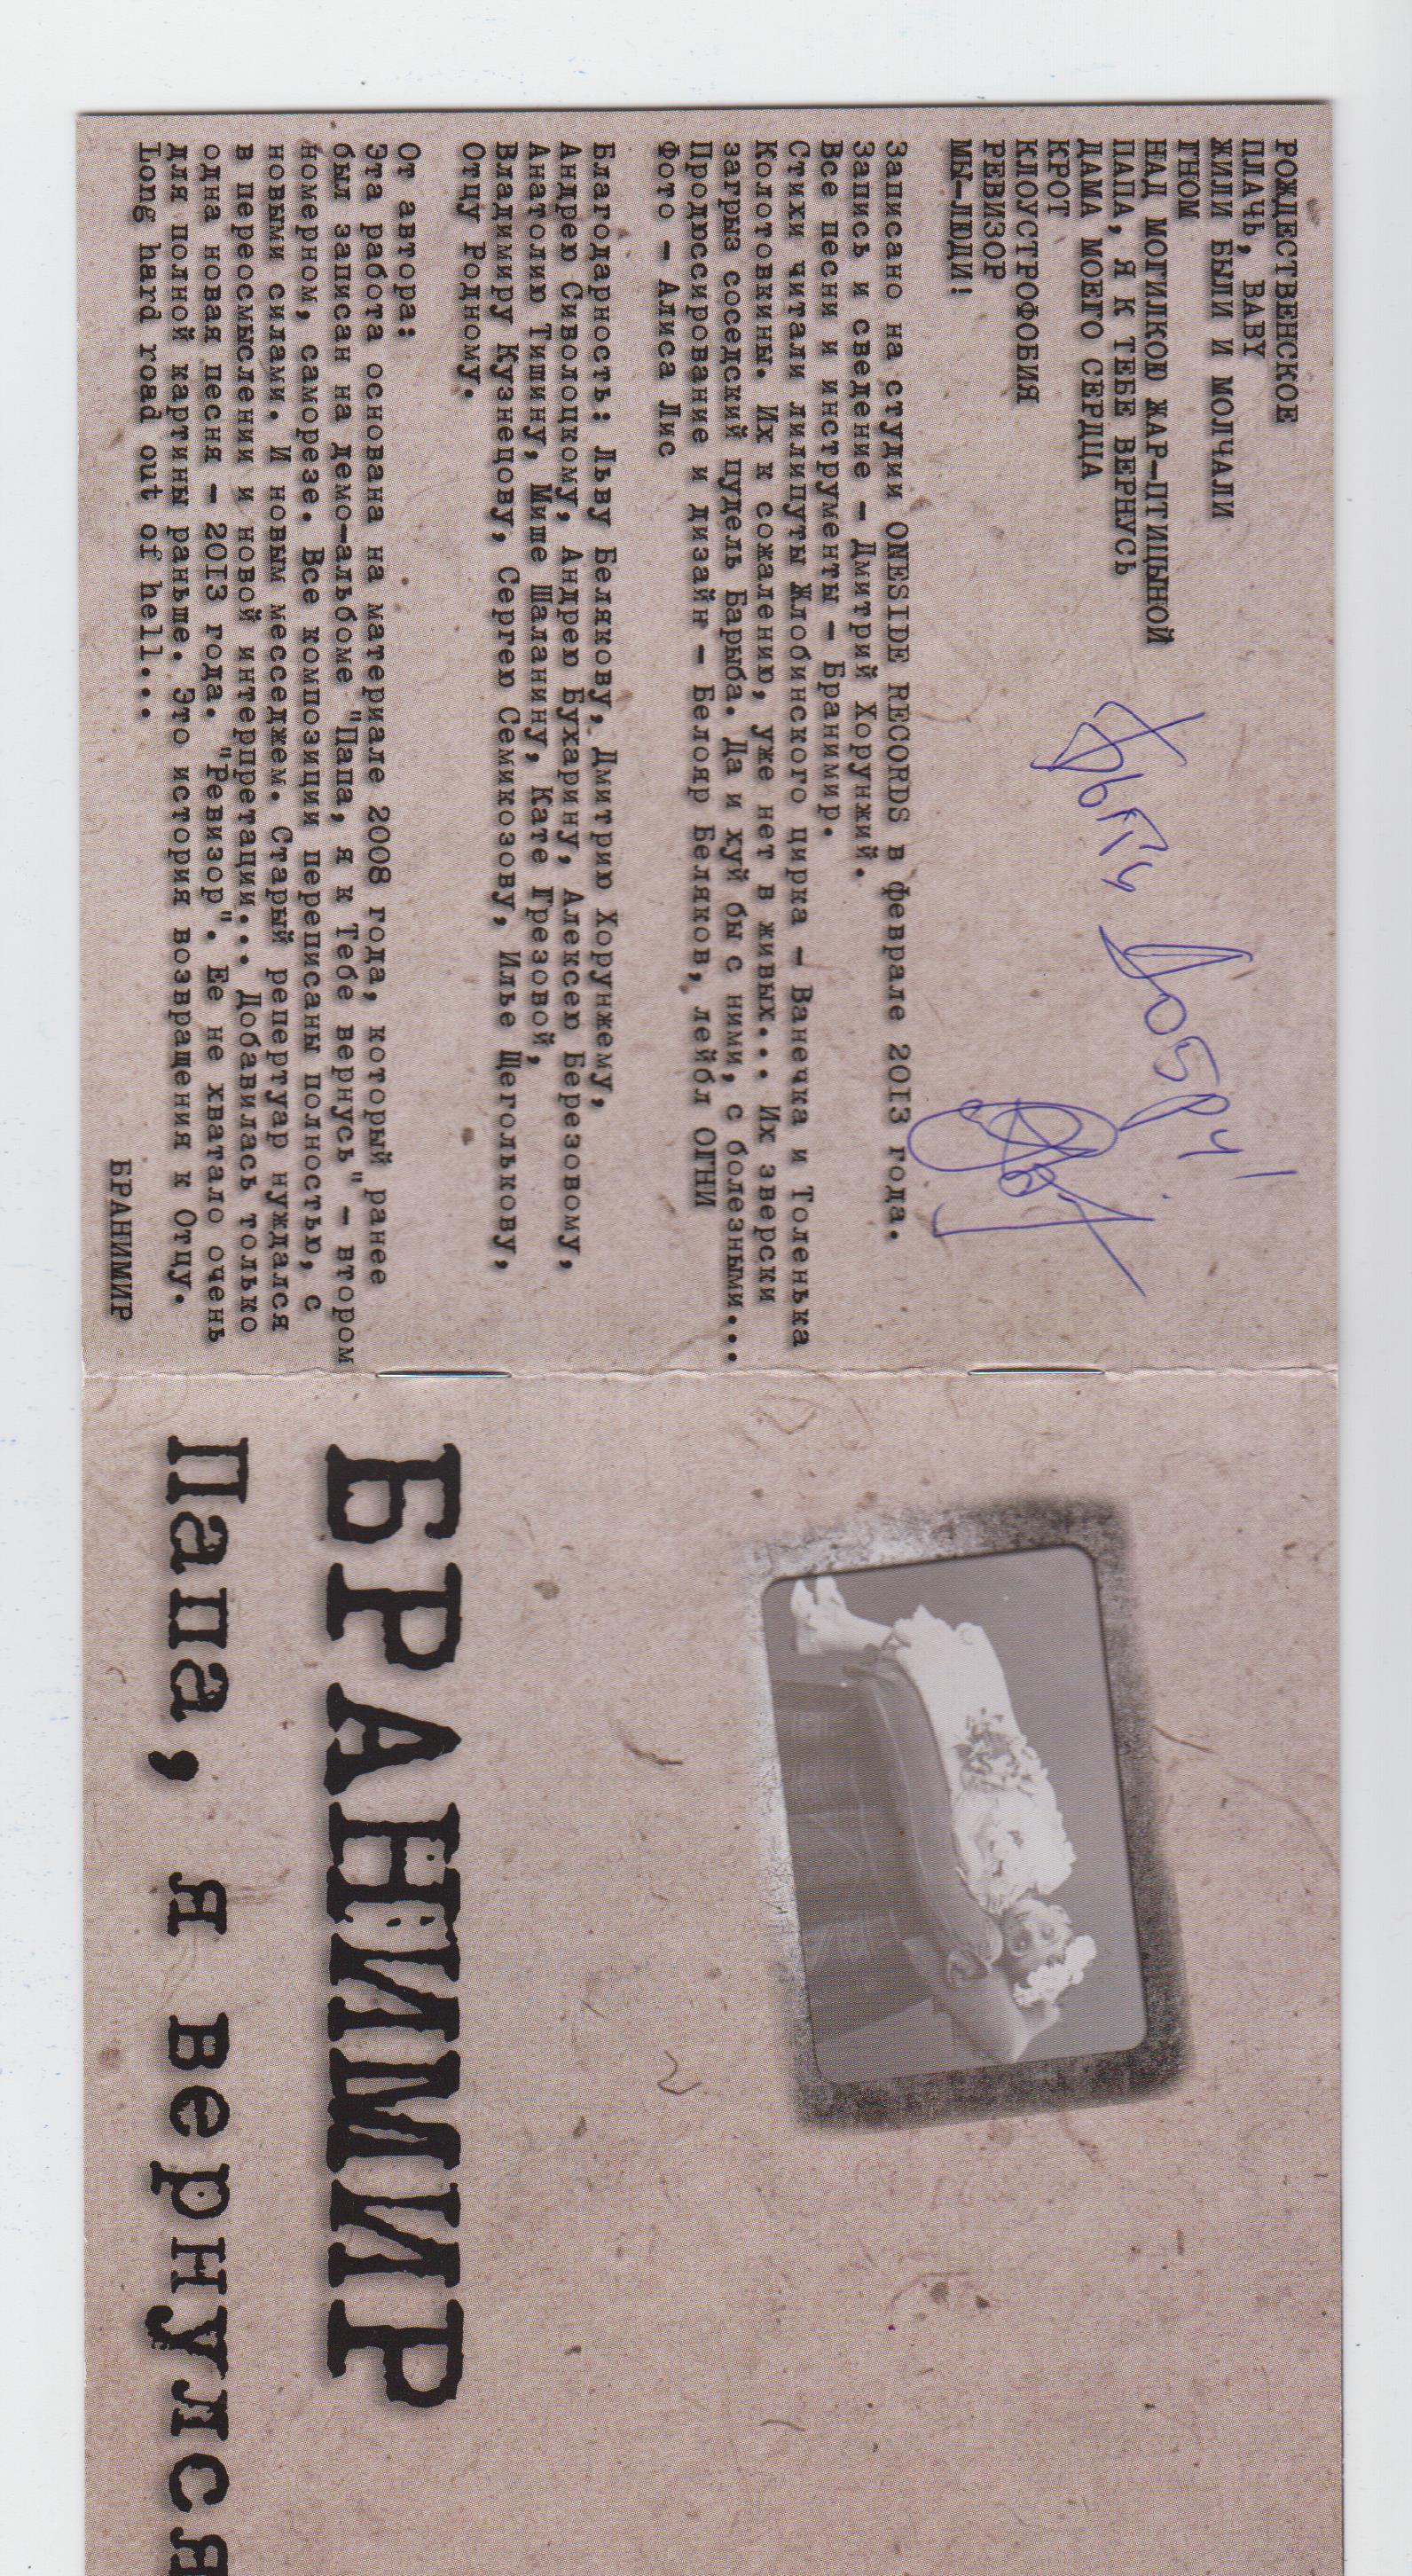 РОЖДЕСТВЕНСКОЕ
ПЛАЧЬ, BABY
ЖИЛИ БЫЛИ И МОЛЧАЛИ
ГНОМ
НАД МОГИЛКОЮ ЖАР-ПТИЦЫНОЙ
ПАПА, Я К ТЕБЕ ВЕРНУСЬ
ДАМА МОЕГО СЕРДЦА
КРОТ
КЛОУСТРОФОБИЯ
РЕВИЗОР
МЫ-ЛЮДИ!
Добра!
Записано на студии ONESIDE RECORDS в феврале 20I3 года.
Запись и сведение - Дмитрий Хорунжий.
Все песни и инструменты - Бранимир.
Стихи читали лилипуты Жлобинского цирка - Ванечка и Толенька
Колотовкины. Их к сожалению, уже нет в живых... Их зверски
загрыз соседский пудель Барыба. Да и хуй бы с ними, с болезными...
Продюссирование и дизайн - Белояр Беляков, лейбл ОГНИ
Фото - Алиса Лис
Благодарность: Льву Белякову, Дмитрию Хорунжему,
Андрею Сиволоцкому, Андрею Бухарину, Алексею Березовому,
Анатолию Тишину, Мише Шаланину, Кате Грезовой,
Владимиру Кузнецову, Сергею Семикозову, Илье Щеголькову,
Отцу Родному.
От автора:
Эта работа основана на материале 2008 года, который ранее
был записан на демо-альбоме "Папа, я к Тебе вернусь" - втором
номерном, саморезе. Все композиции переписаны полностью, с
новыми силами. И новым месседжем. Старый репертуар нуждался
в переосмыслении и новой интерпретации... Добавилась только
одна новая песня - 20I3 года. "Ревизор". Ее не хватало очень
для полной картины раньше. Это история возвращения к Отцу.
Long hard road out of hell...
БРАНИМИР
БРАНИМИР
Папа, я вернулся